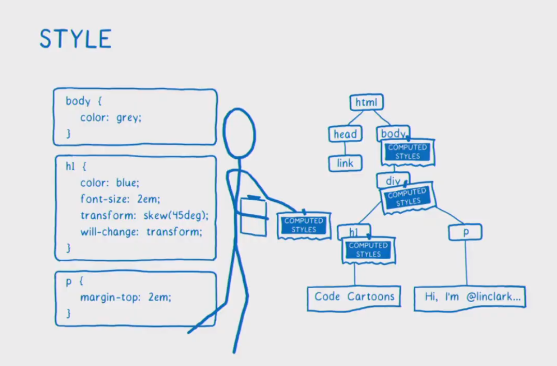 STYLE
body {
color: grey;
}
h1 {
color: blue;
font-size: 2em;
transform: skew(45deg);
will-change: transform;
}
p {
margin-top: 2em;
}
COMPUTED
STYLES
html
head
body
COMPUTED
STYLES
link
div
COMPUTED
STYLES
h1
COMPUTED
STYLES
p
Code Cartoons
Hi, I'm @linclark...